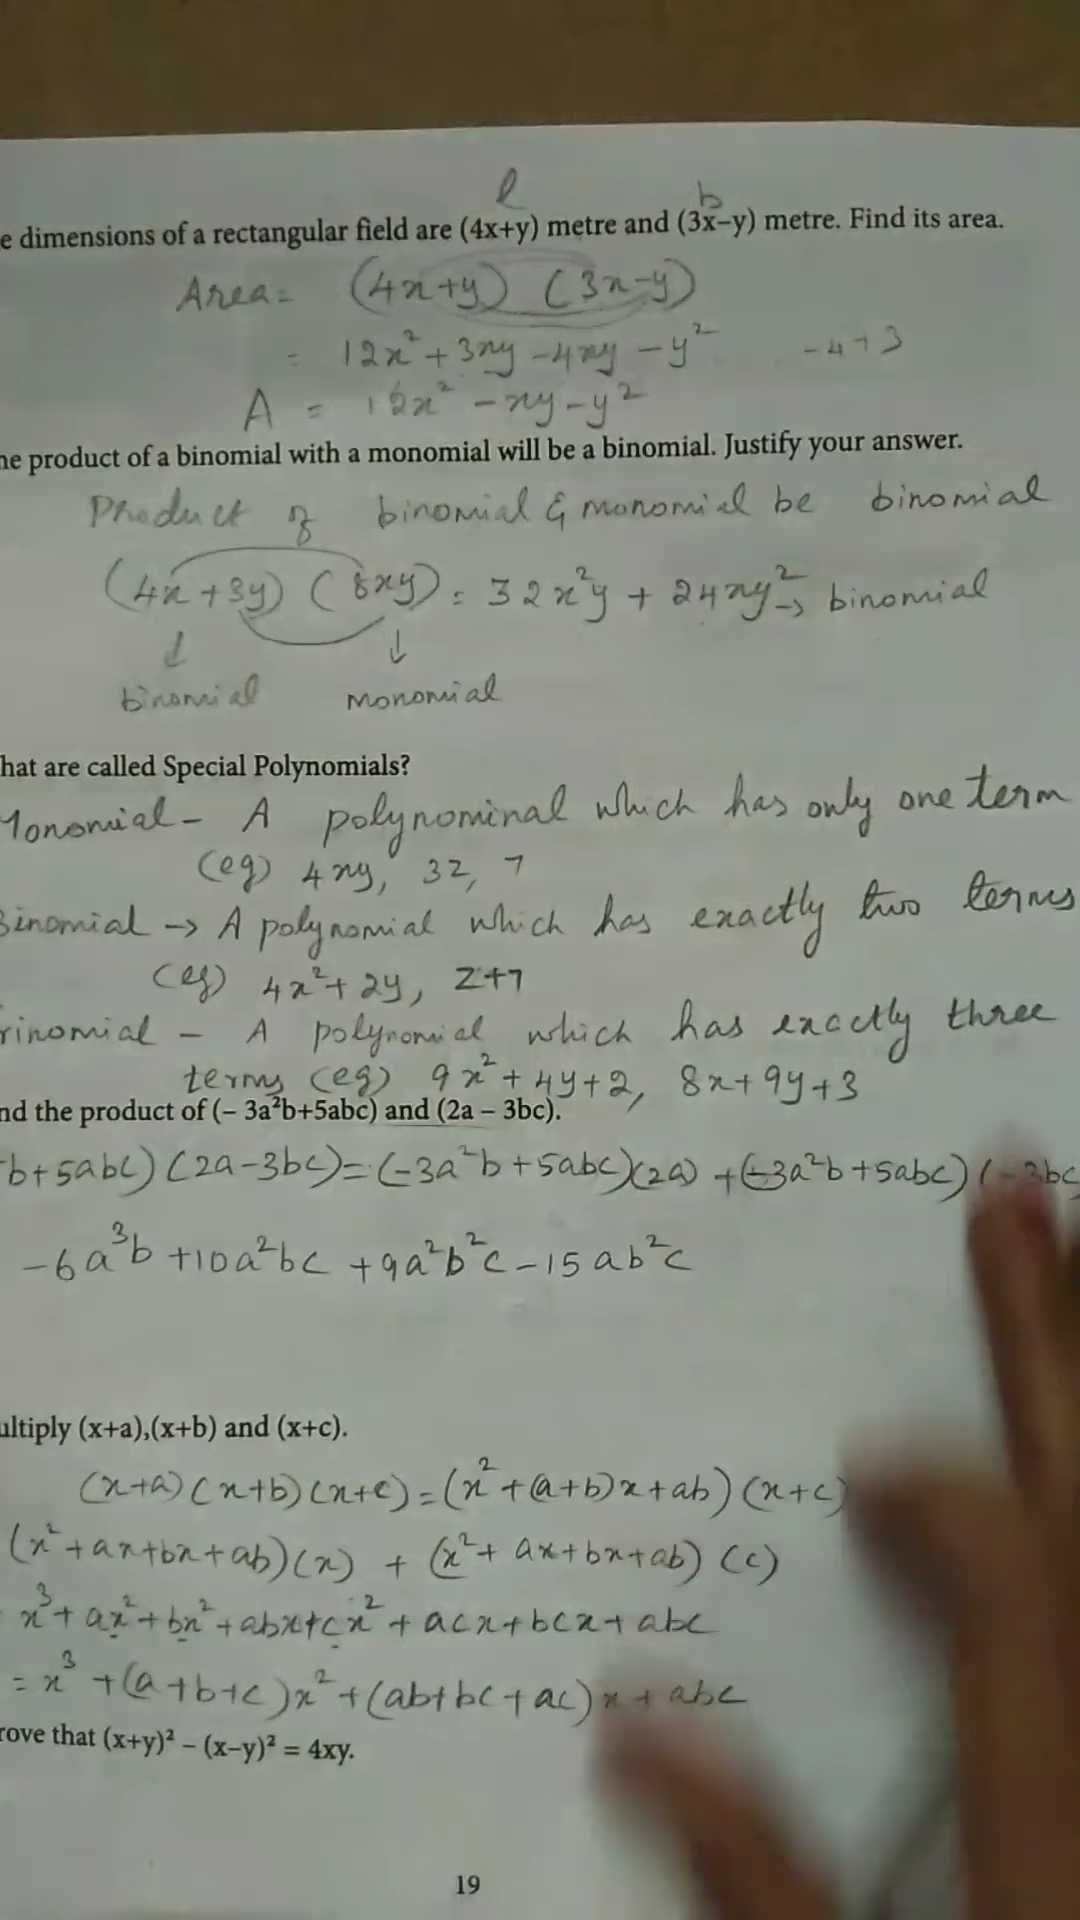 l b
e dimensions of a rectangular field are (4x+y) metre and (3x–y) metre. Find its area.
Area = (4x+y) (3x-y)
= 12x² + 3xy - 4xy - y² -4+3
A = 12x² - xy - y²
ne product of a binomial with a monomial will be a binomial. Justify your answer.
Product of binomial & monomial be binomial
(4x+3y) (8xy) = 32x²y + 24xy² → binomial
↓ ↓
binomial monomial
hat are called Special Polynomials?
Monomial - A polynominal which has only one term
(eg) 4xy, 3z, 7
Binomial → A polynomial which has exactly two terms
(eg) 4x²+2y, z+7
rinomial - A polynomial which has exactly three
terms (eg) 9x²+4y+2, 8x+9y+3
nd the product of (– 3a²b+5abc) and (2a – 3bc).
b+5abc)(2a-3bc)=(-3a²b+5abc)(2a)+(-3a²b+5abc)(-3bc
-6a³b+10a²bc+9a²b²c-15ab²c
ultiply (x+a),(x+b) and (x+c).
(x+a)(x+b)(x+c)=(x²+(a+b)x+ab)(x+c)
(x²+ax+bx+ab)(x) + (x²+ax+bx+ab)(c)
x³+ax²+bx²+abx+cx²+acx+bcx+abc
= x³+(a+b+c)x²+(ab+bc+ac)x+abc
rove that (x+y)² – (x–y)² = 4xy.
19